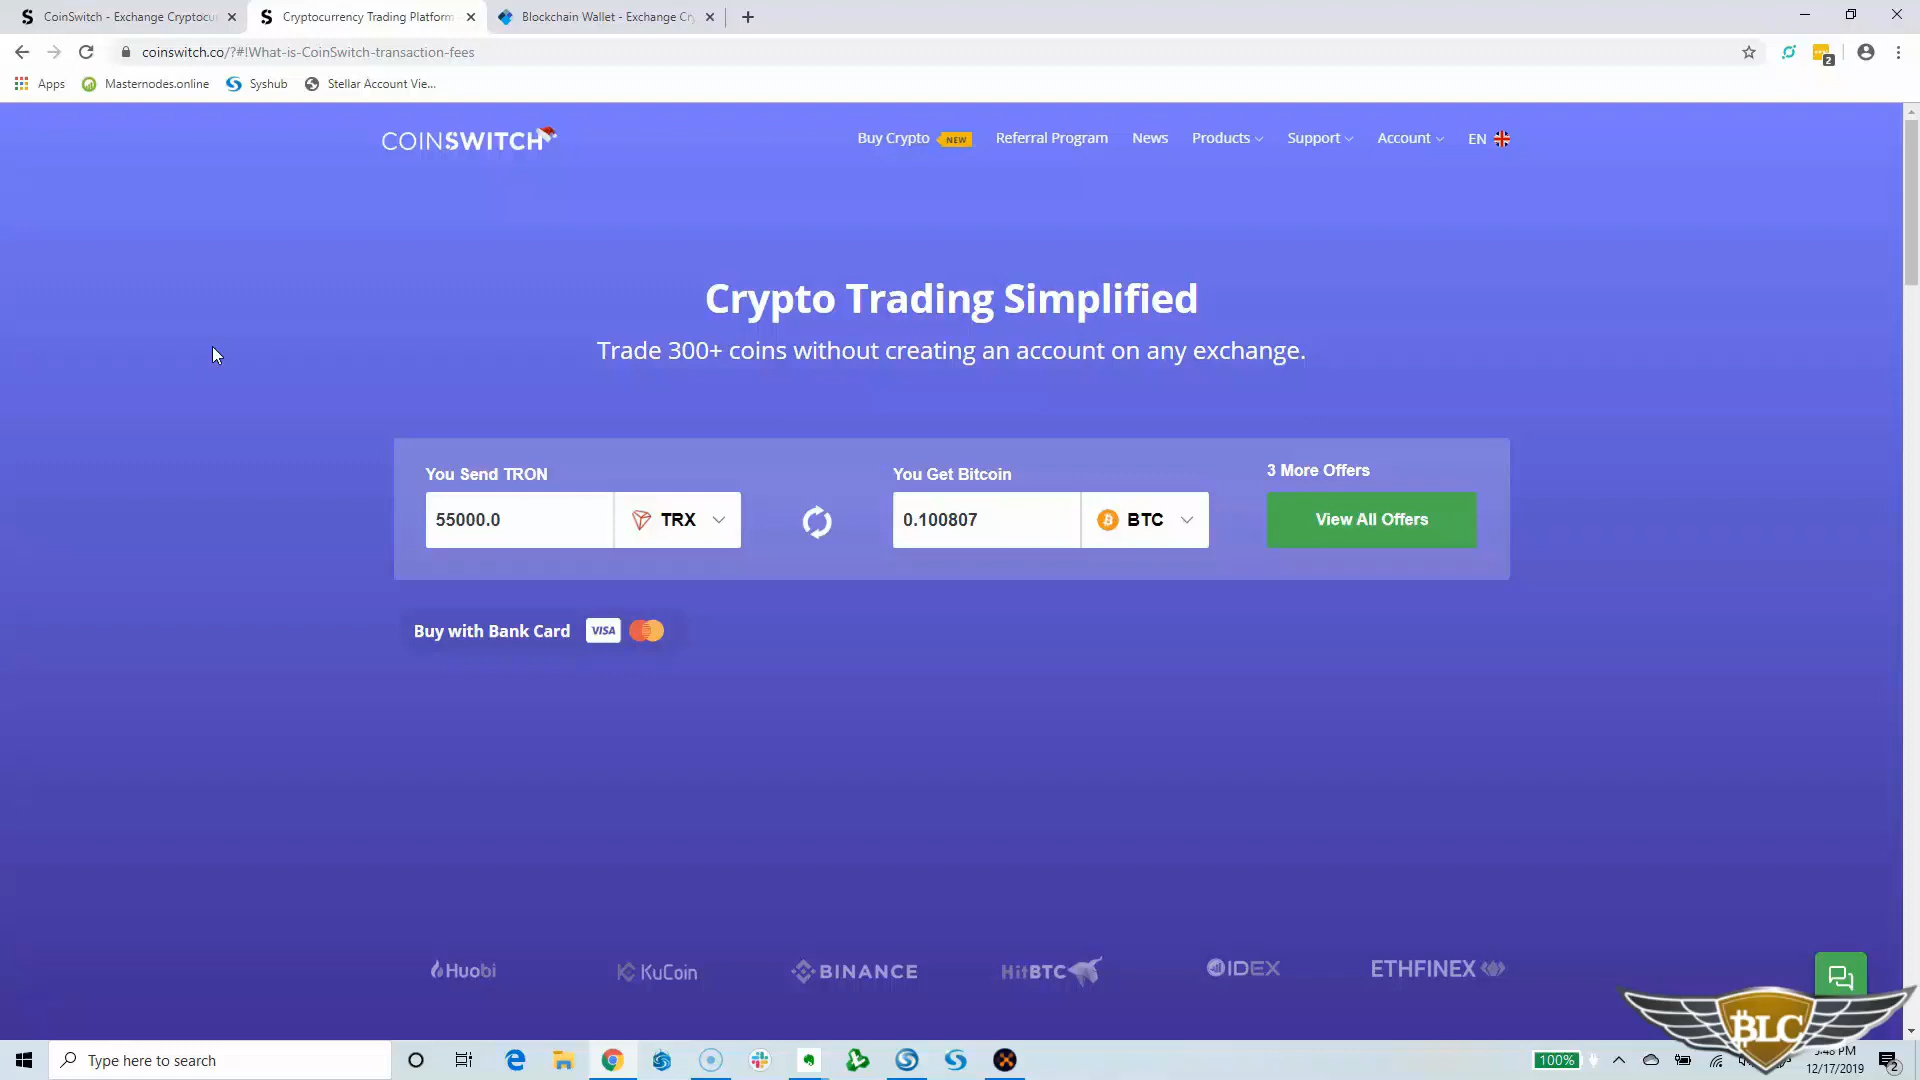 CoinSwitch - Exchange Cryptocu
Cryptocurrency Trading Platform
Blockchain Wallet - Exchange Cr
coinswitch.co/?#!What-is-CoinSwitch-transaction-fees
2
Apps
Masternodes.online
Syshub
Stellar Account Vie...
COINSWITCH
Buy Crypto NEW
Referral Program
News
Products
Support
Account
EN
Crypto Trading Simplified
Trade 300+ coins without creating an account on any exchange.
You Send TRON
You Get Bitcoin
3 More Offers
55000.0
TRX
0.100807
BTC
View All Offers
Buy with Bank Card VISA
Huobi
KuCoin
BINANCE
HitBTC
IDEX
ETHFINEX
BLC
Type here to search
100%
PM
12/17/2019
2